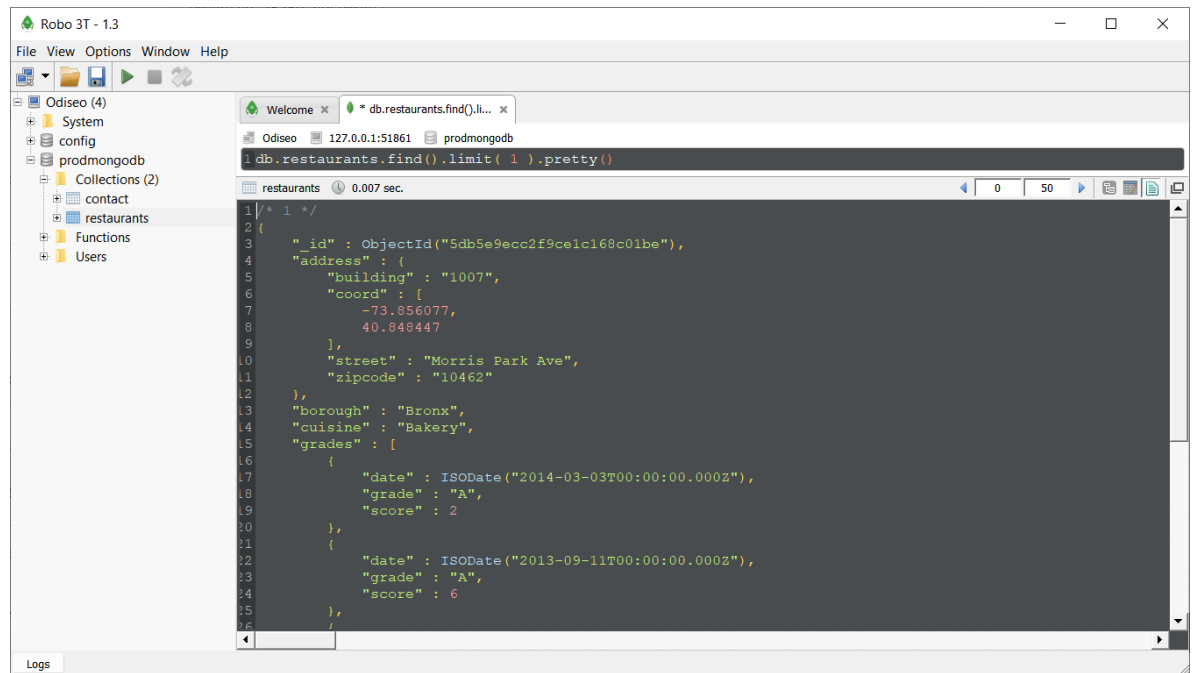 Robo 3T - 1.3
File View Options Window Help
Odiseo (4)
System
config
prodmongodb
Collections (2)
contact
restaurants
Functions
Users
Welcome
* db.restaurants.find().li...
Odiseo 127.0.0.1:51861 prodmongodb
1 db.restaurants.find().limit( 1 ).pretty()
restaurants 0.007 sec. 0 50
1 /* 1 */
2 {
3 "_id" : ObjectId("5db5e9ecc2f9ce1c168c01be"),
4 "address" : {
5 "building" : "1007",
6 "coord" : [
7 -73.856077,
8 40.848447
9 ],
10 "street" : "Morris Park Ave",
11 "zipcode" : "10462"
12 },
13 "borough" : "Bronx",
14 "cuisine" : "Bakery",
15 "grades" : [
16 {
17 "date" : ISODate("2014-03-03T00:00:00.000Z"),
18 "grade" : "A",
19 "score" : 2
20 },
21 {
22 "date" : ISODate("2013-09-11T00:00:00.000Z"),
23 "grade" : "A",
24 "score" : 6
25 },
26 {
Logs